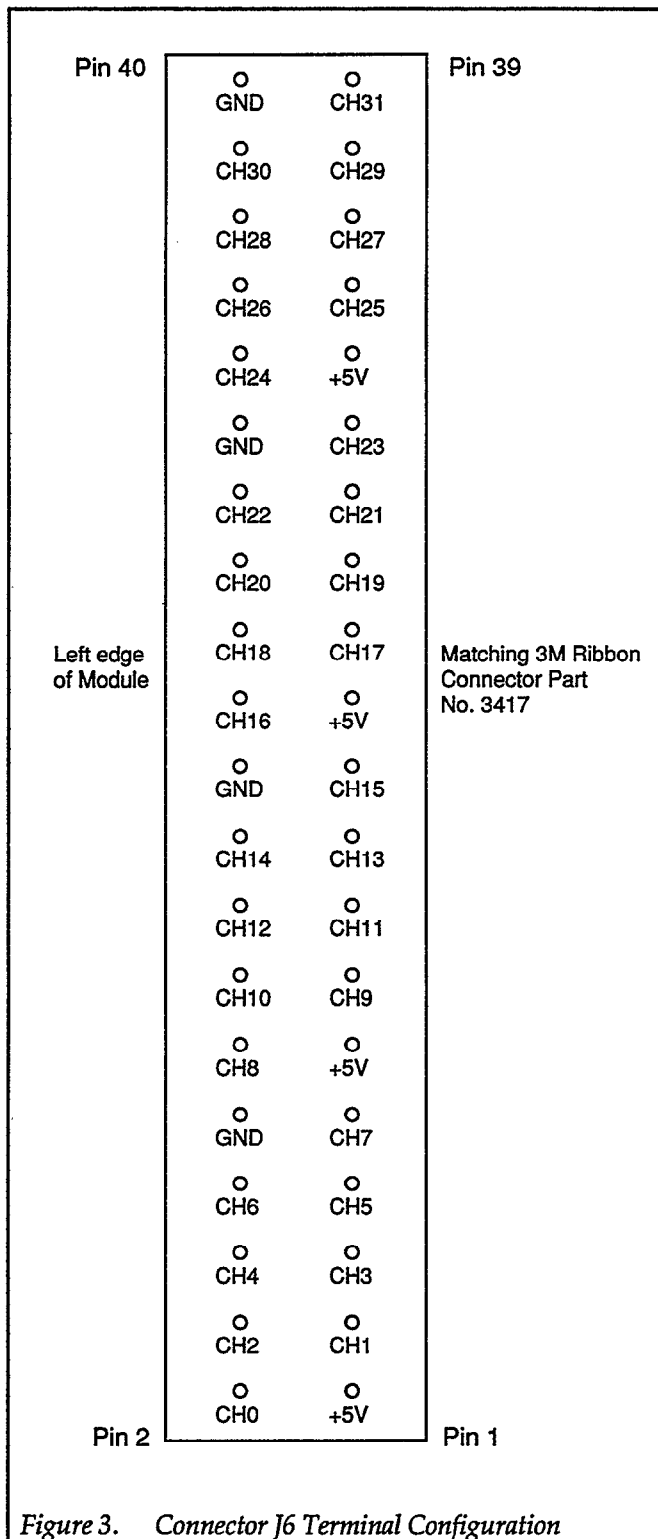 Pin 40 Pin 39
GND CH31
CH30 CH29
CH28 CH27
CH26 CH25
CH24 +5V
GND CH23
CH22 CH21
CH20 CH19
CH18 CH17
CH16 +5V
Left edge
of Module
Matching 3M Ribbon
Connector Part
No. 3417
GND CH15
CH14 CH13
CH12 CH11
CH10 CH9
CH8 +5V
GND CH7
CH6 CH5
CH4 CH3
CH2 CH1
CH0 +5V
Pin 2 Pin 1
Figure 3. Connector J6 Terminal Configuration